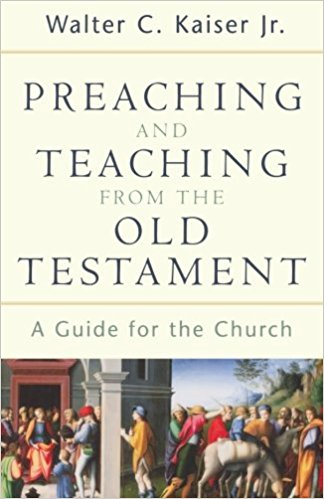 Walter C. Kaiser Jr.
PREACHING
AND
TEACHING
FROM THE
OLD
TESTAMENT
A Guide for the Church